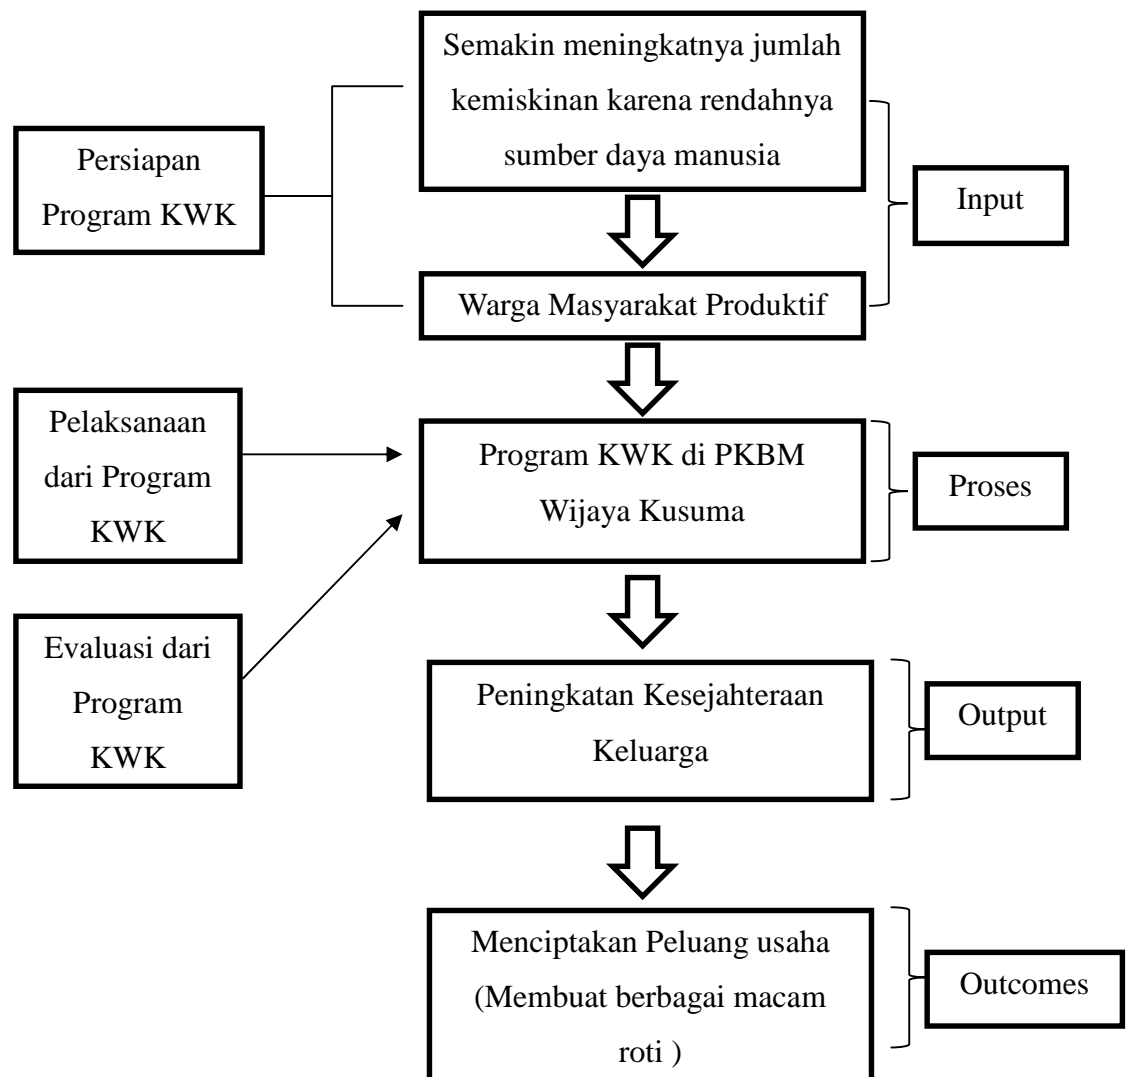 Semakin meningkatnya jumlah
kemiskinan karena rendahnya
sumber daya manusia
Persiapan
Program KWK
Input
Warga Masyarakat Produktif
Pelaksanaan
dari Program
KWK
Program KWK di PKBM
Wijaya Kusuma
Proses
Evaluasi dari
Program
KWK
Peningkatan Kesejahteraan
Keluarga
Output
Menciptakan Peluang usaha
(Membuat berbagai macam
roti )
Outcomes